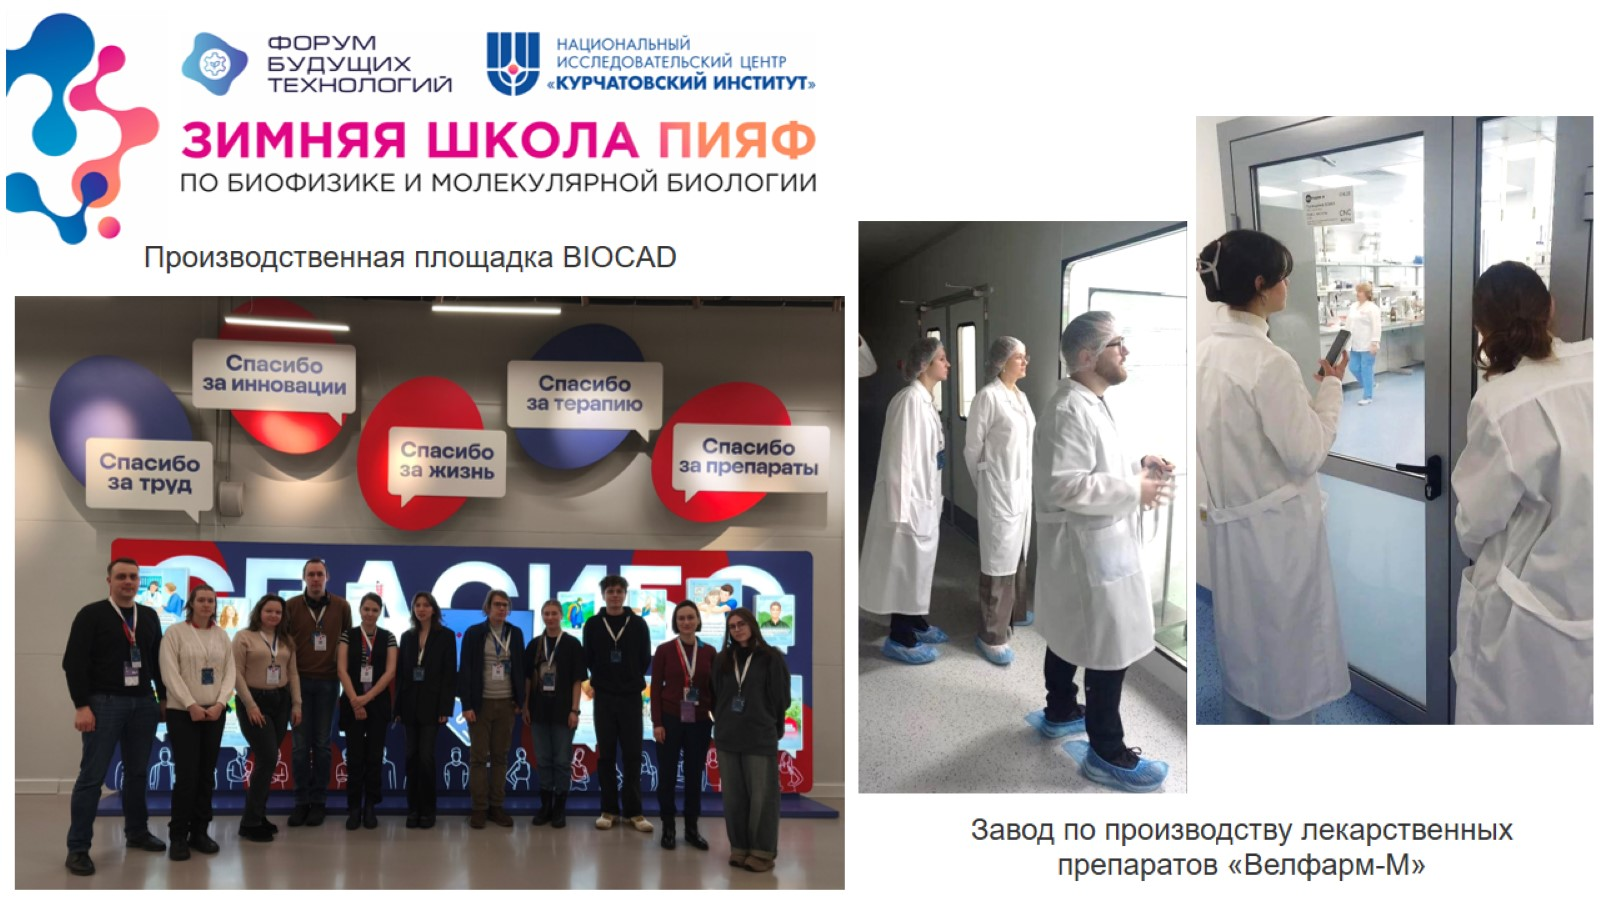 ФОРУМ
БУДУЩИХ
ТЕХНОЛОГИЙ
НАЦИОНАЛЬНЫЙ
ИССЛЕДОВАТЕЛЬСКИЙ ЦЕНТР
«КУРЧАТОВСКИЙ ИНСТИТУТ»
ЗИМНЯЯ ШКОЛА ПИЯФ
ПО БИОФИЗИКЕ И МОЛЕКУЛЯРНОЙ БИОЛОГИИ
Производственная площадка BIOCAD
Спасибо
за инновации
Спасибо
за терапию
Спасибо
за труд
Спасибо
за жизнь
Спасибо
за препараты
СПАСИБО
CNC
Завод по производству лекарственных
препаратов «Велфарм-М»